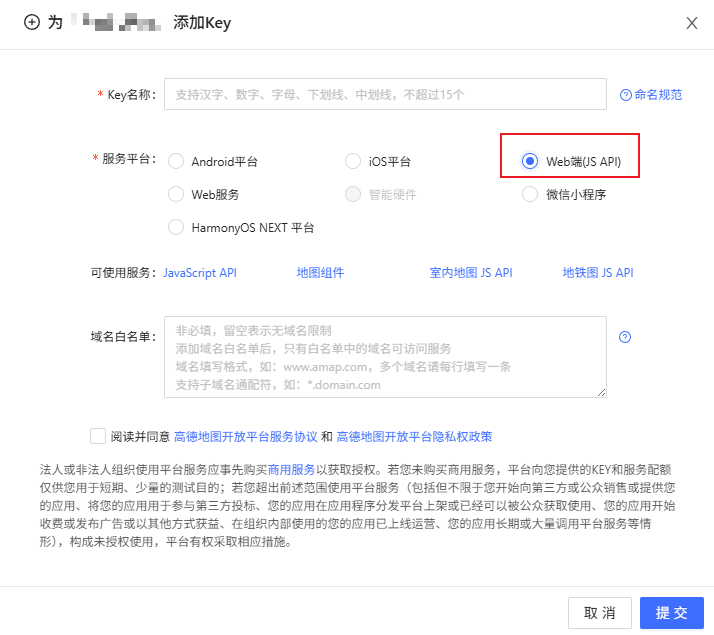 为 添加Key
* Key名称: 支持汉字、数字、字母、下划线、中划线，不超过15个 命名规范
* 服务平台: Android平台 iOS平台 Web端(JS API)
Web服务 智能硬件 微信小程序
HarmonyOS NEXT 平台
可使用服务: JavaScript API 地图组件 室内地图 JS API 地铁图 JS API
域名白名单: 非必填，留空表示无域名限制
添加域名白名单后，只有白名单中的域名可访问服务
域名填写格式，如：www.amap.com，多个域名请每行填写一条
支持子域名通配符，如：*.domain.com
阅读并同意 高德地图开放平台服务协议 和 高德地图开放平台隐私权政策
法人或非法人组织使用平台服务应事先购买商用服务以获取授权。若您未购买商用服务，平台向您提供的KEY和服务配额
仅供您用于短期、少量的测试目的；若您超出前述范围使用平台服务（包括但不限于您开始向第三方或公众销售或提供您
的应用、将您的应用用于参与第三方投标、您的应用在应用程序分发平台上架或已经可以被公众获取使用、您的应用开始
收费或发布广告或以其他方式获益、在组织内部使用的您的应用已上线运营、您的应用长期或大量调用平台服务等情
形），构成未授权使用，平台有权采取相应措施。
取 消 提 交